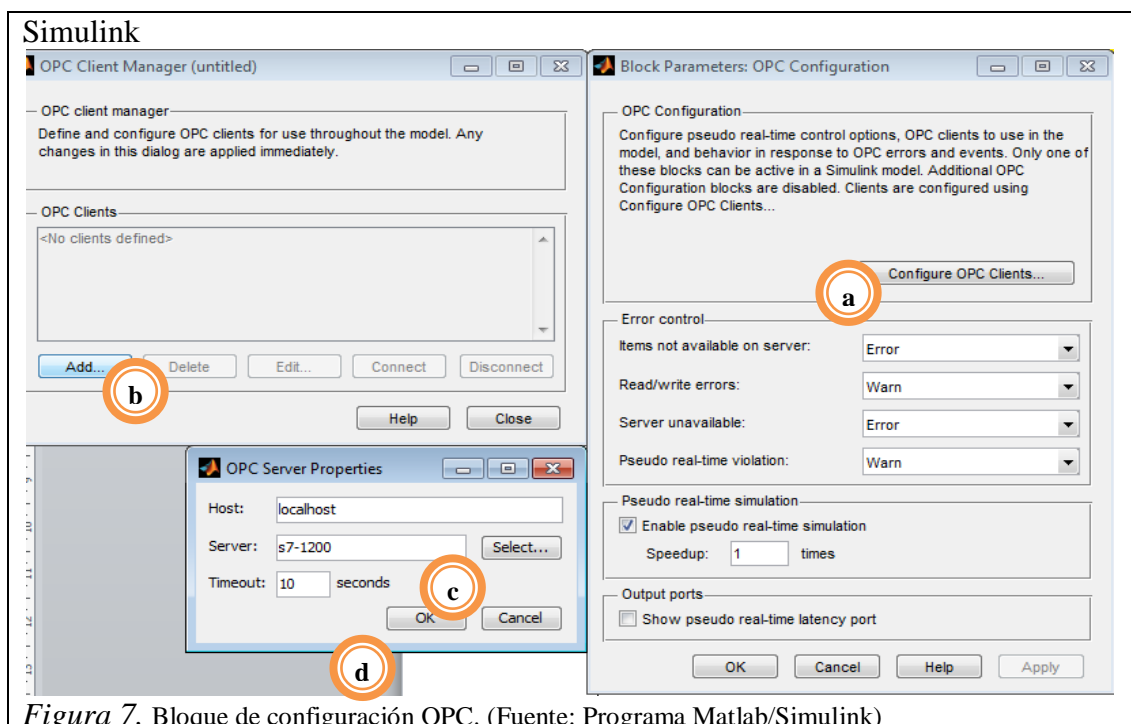 Simulink
OPC Client Manager (untitled)
OPC client manager
Define and configure OPC clients for use throughout the model. Any
changes in this dialog are applied immediately.
OPC Clients
<No clients defined>
Add...
Delete
Edit...
Connect
Disconnect
b
Help
Close
OPC Server Properties
Host:
localhost
Server:
s7-1200
Select...
Timeout:
10
seconds
c
OK
Cancel
d
Block Parameters: OPC Configuration
OPC Configuration
Configure pseudo real-time control options, OPC clients to use in the
model, and behavior in response to OPC errors and events. Only one of
these blocks can be active in a Simulink model. Additional OPC
Configuration blocks are disabled. Clients are configured using
Configure OPC Clients...
Configure OPC Clients...
a
Error control
Items not available on server:
Error
Read/write errors:
Warn
Server unavailable:
Error
Pseudo real-time violation:
Warn
Pseudo real-time simulation
Enable pseudo real-time simulation
Speedup:
1
times
Output ports
Show pseudo real-time latency port
OK
Cancel
Help
Apply
Figura 7. Bloque de configuración OPC. (Fuente: Programa Matlab/Simulink)